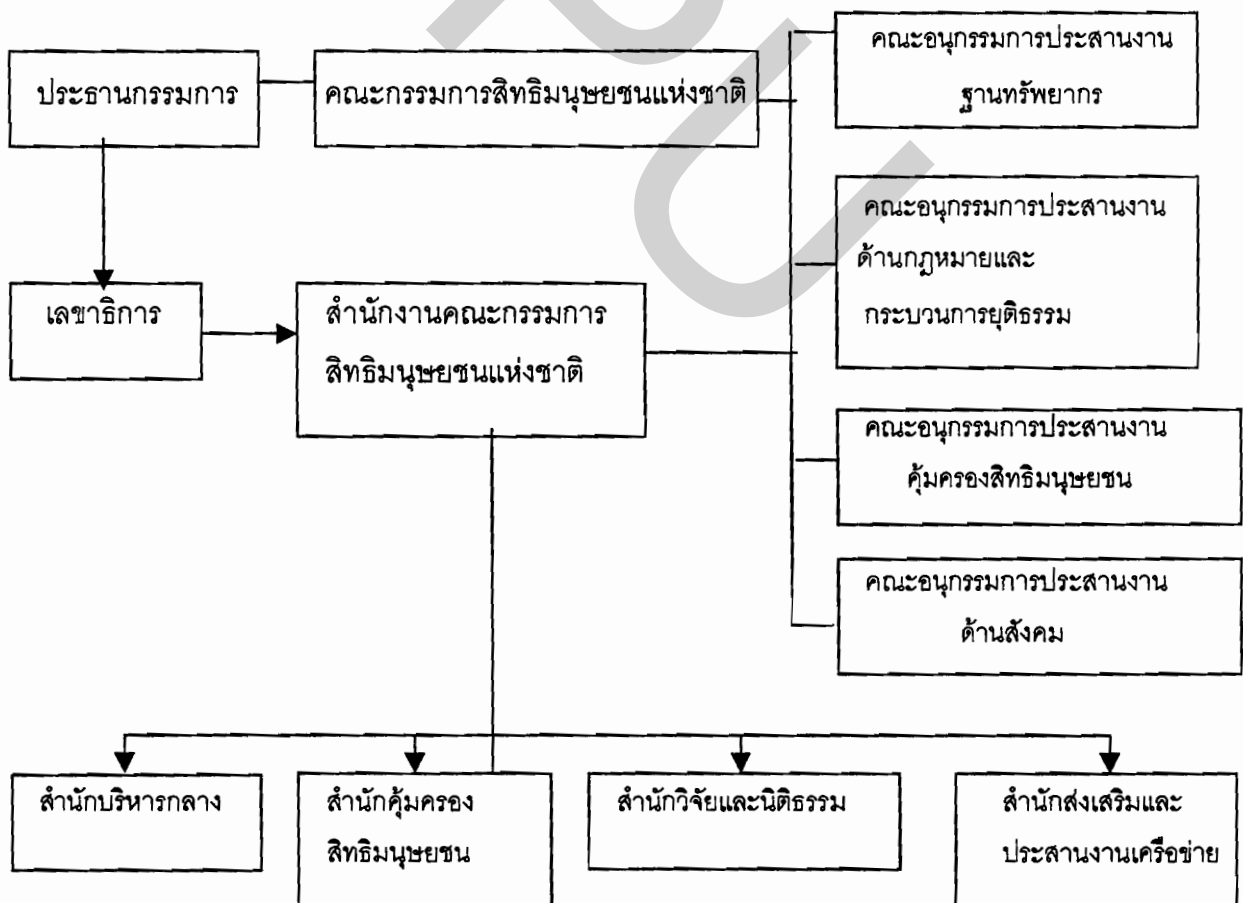 ประธานกรรมการ
คณะกรรมการสิทธิมนุษยชนแห่งชาติ
คณะอนุกรรมการประสานงาน
ฐานทรัพยากร
คณะอนุกรรมการประสานงาน
ด้านกฎหมายและ
กระบวนการยุติธรรม
เลขาธิการ
สำนักงานคณะกรรมการ
สิทธิมนุษยชนแห่งชาติ
คณะอนุกรรมการประสานงาน
คุ้มครองสิทธิมนุษยชน
คณะอนุกรรมการประสานงาน
ด้านสังคม
สำนักบริหารกลาง
สำนักคุ้มครอง
สิทธิมนุษยชน
สำนักวิจัยและนิติธรรม
สำนักส่งเสริมและ
ประสานงานเครือข่าย